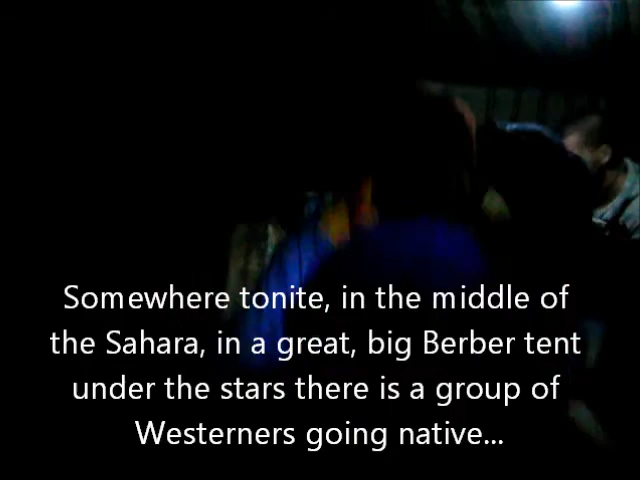 Somewhere tonite, in the middle of
the Sahara, in a great, big Berber tent
under the stars there is a group of
Westerners going native...